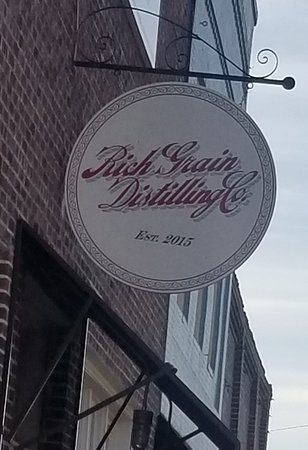 Rich Grain
Distilling Co.
Est. 2015